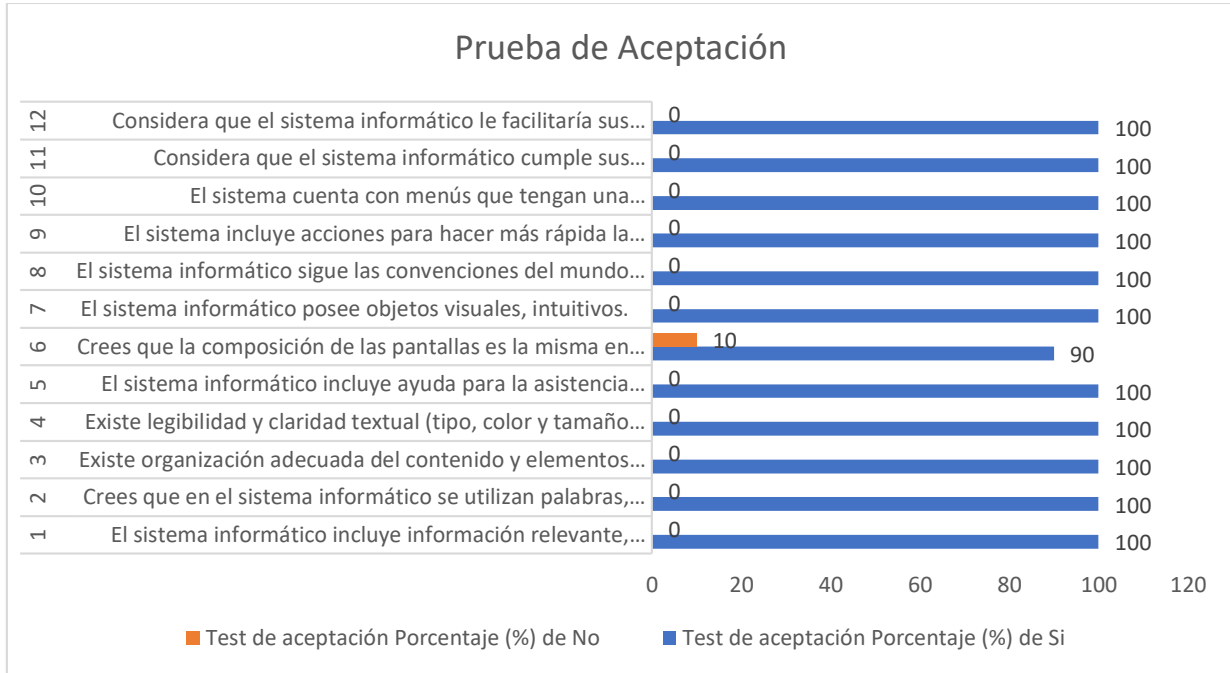 Prueba de Aceptación
12 Considera que el sistema informático le facilitaría sus... 0 100
11 Considera que el sistema informático cumple sus... 0 100
10 El sistema cuenta con menús que tengan una... 0 100
9 El sistema incluye acciones para hacer más rápida la... 0 100
8 El sistema informático sigue las convenciones del mundo... 0 100
7 El sistema informático posee objetos visuales, intuitivos. 0 100
6 Crees que la composición de las pantallas es la misma en... 10 90
5 El sistema informático incluye ayuda para la asistencia... 0 100
4 Existe legibilidad y claridad textual (tipo, color y tamaño... 0 100
3 Existe organización adecuada del contenido y elementos... 0 100
2 Crees que en el sistema informático se utilizan palabras,... 0 100
1 El sistema informático incluye información relevante,... 0 100
0 20 40 60 80 100 120
Test de aceptación Porcentaje (%) de No Test de aceptación Porcentaje (%) de Si